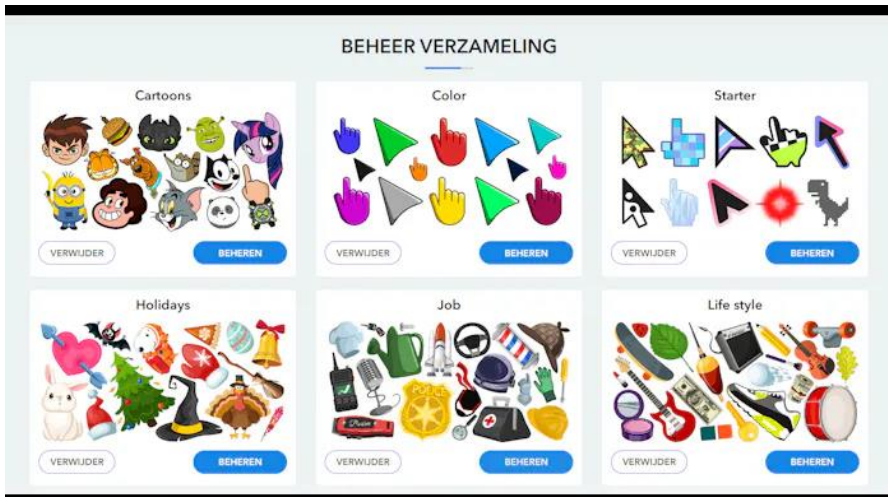 BEHEER VERZAMELING
Cartoons
Color
Starter
VERWIJDER
BEHEREN
VERWIJDER
BEHEREN
VERWIJDER
BEHEREN
Holidays
Job
Life style
POLICE
VERWIJDER
BEHEREN
VERWIJDER
BEHEREN
VERWIJDER
BEHEREN